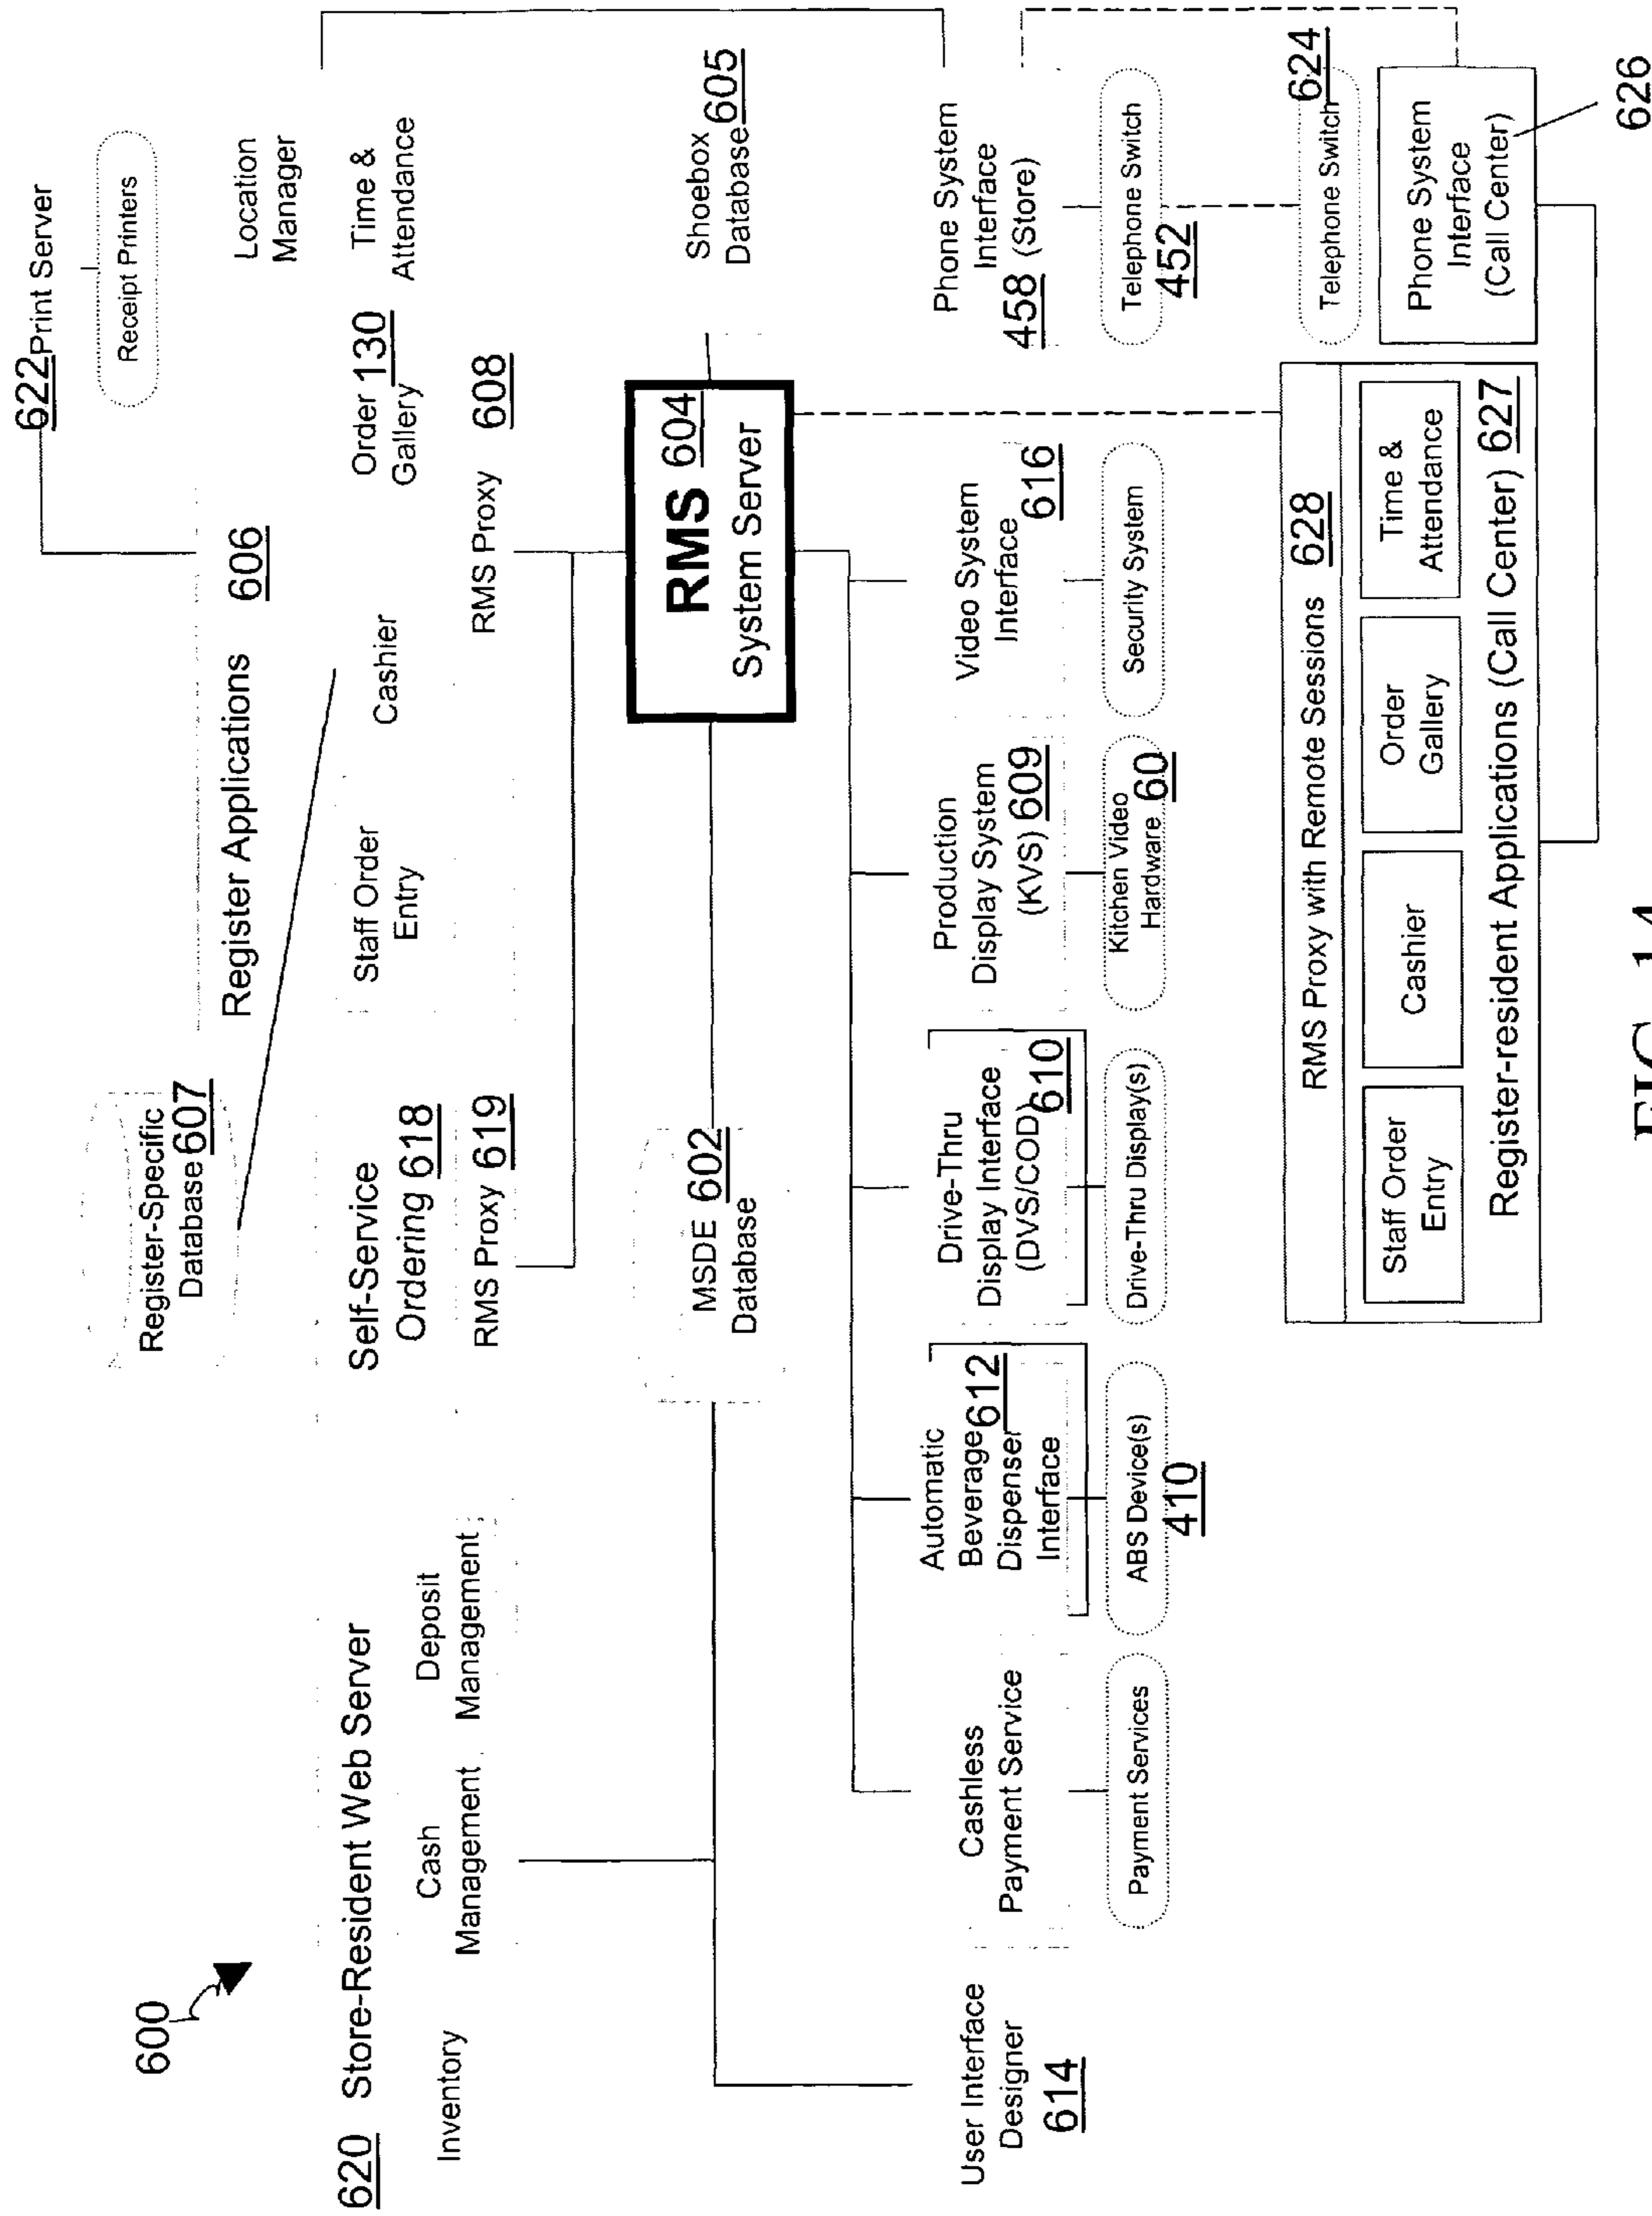 600
622 Print Server
Receipt Printers
Register-Specific
Database 607
Register Applications 606
Location
Manager
620 Store-Resident Web Server
Inventory
Cash
Management
Deposit
Management
Self-Service
Ordering 618
RMS Proxy 619
Staff Order
Entry
Cashier
Order 130
Gallery
Time &
Attendance
RMS Proxy 608
MSDE 602
Database
RMS 604
System Server
Shoebox
Database 605
User Interface
Designer
614
Cashless
Payment Service
Payment Services
Automatic
Beverage 612
Dispenser
Interface
ABS Device(s)
410
Drive-Thru
Display Interface
(DVS/COD) 610
Drive-Thru Display(s)
Production
Display System
(KVS) 609
Kitchen Video
Hardware 60
Video System
Interface
616
Security System
Phone System
Interface
458 (Store)
Telephone Switch
452
624
Telephone Switch
RMS Proxy with Remote Sessions 628
Staff Order
Entry
Cashier
Order
Gallery
Time &
Attendance
Register-resident Applications (Call Center) 627
Phone System
Interface
(Call Center)
626
FIG. 14